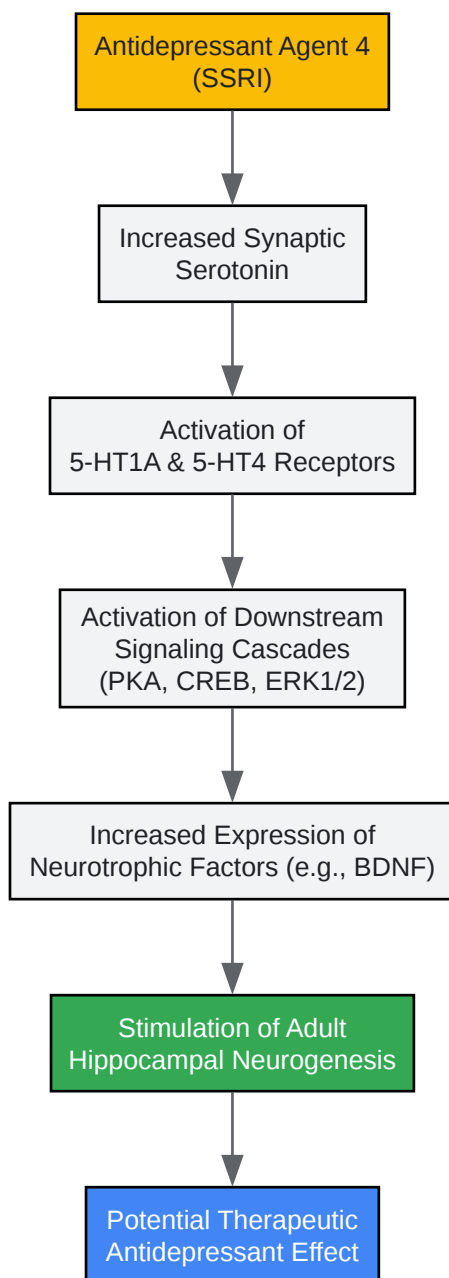 Antidepressant Agent 4
(SSRI)
Increased Synaptic
Serotonin
Activation of
5-HT1A & 5-HT4 Receptors
Activation of Downstream
Signaling Cascades
(PKA, CREB, ERK1/2)
Increased Expression of
Neurotrophic Factors (e.g., BDNF)
Stimulation of Adult
Hippocampal Neurogenesis
Potential Therapeutic
Antidepressant Effect